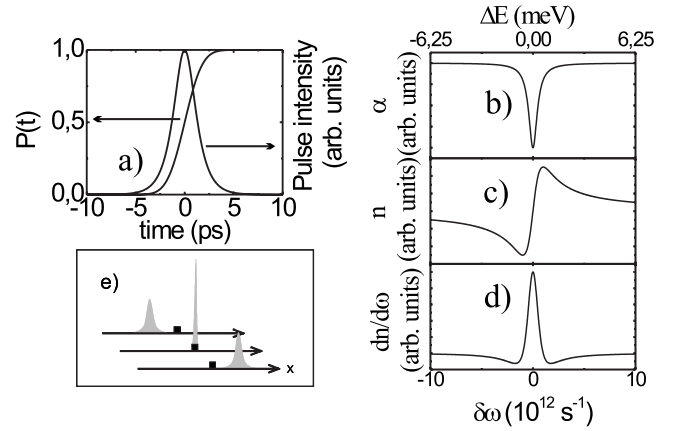 1,0
0,5
0,0
P(t)
-10
-5
0
5
10
time (ps)
Pulse intensity
(arb. units)
a)
e)
x
ΔE (meV)
-6,25
0,00
6,25
b)
α
(arb. units)
c)
n
(arb. units)
d)
dn/dω
(arb. units)
-10
0
10
δω (10¹² s⁻¹)